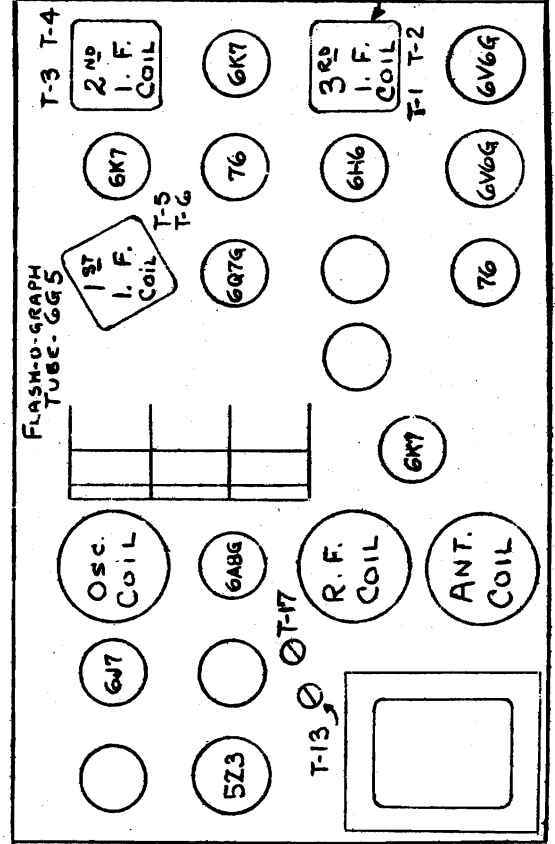 FLASH-O-GRAPH
TUBE-6G5
T-3 T-4
OSC.
COIL
6J7
1ST
I. F.
COIL
T-5
T-6
6K7
2ND
I. F.
COIL
5Z3
6A8G
6Q7G
76
6K7
T-13
T-17
R. F.
COIL
6K7
6H6
3RD
I. F.
COIL
T-1 T-2
ANT.
COIL
76
6V6G
6V6G